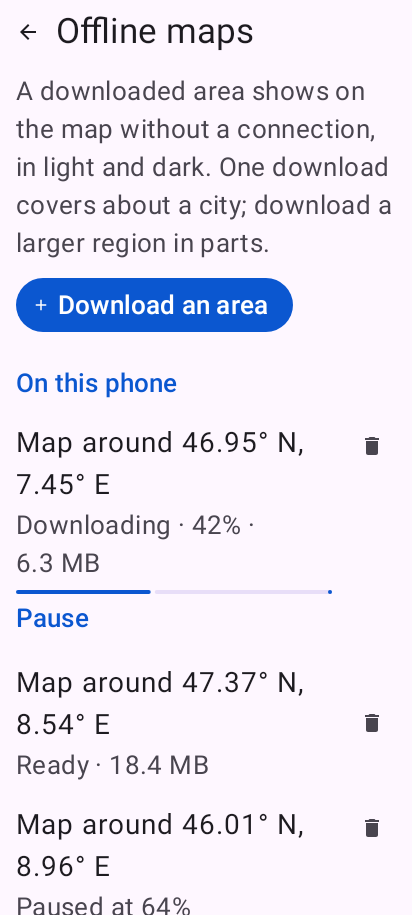 Offline maps
A downloaded area shows on
the map without a connection,
in light and dark. One download
covers about a city; download a
larger region in parts.
+ Download an area
On this phone
Map around 46.95° N,
7.45° E
Downloading · 42% ·
6.3 MB
Pause
Map around 47.37° N,
8.54° E
Ready · 18.4 MB
Map around 46.01° N,
8.96° E
Paused at 64%